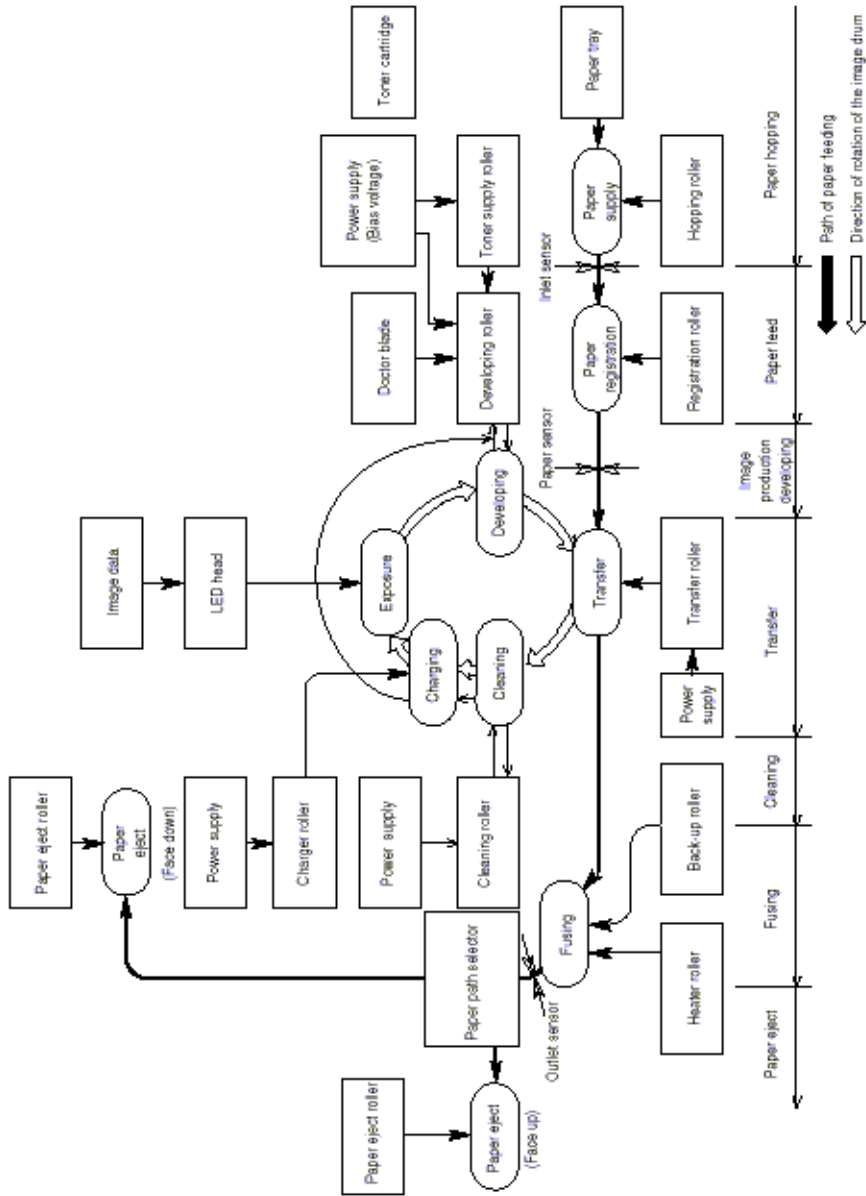 Paper eject roller
Paper eject
(Face up)
Paper eject roller
Paper
eject
(Face down)
Power supply
Charger roller
Power supply
Cleaning roller
Paper path selector
Outlet sensor
Fusing
Heater roller
Back-up roller
Image data
LED head
Exposure
Charging
Cleaning
Developing
Transfer
Power
supply
Transfer roller
Paper sensor
Doctor blade
Developing roller
Paper
registration
Registration roller
Inlet sensor
Power supply
(Bias voltage)
Toner supply roller
Toner cartridge
Paper
supply
Hopping roller
Paper tray
Paper eject
Fusing
Cleaning
Transfer
Image
production
developing
Paper feed
Paper hopping
Path of paper feeding
Direction of rotation of the image drum